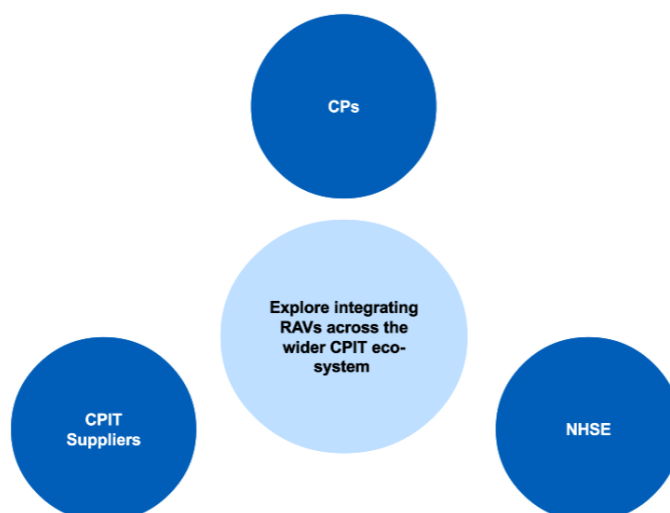 CPs
Explore integrating
RAVs across the
wider CPIT eco-
system
CPIT
Suppliers
NHSE